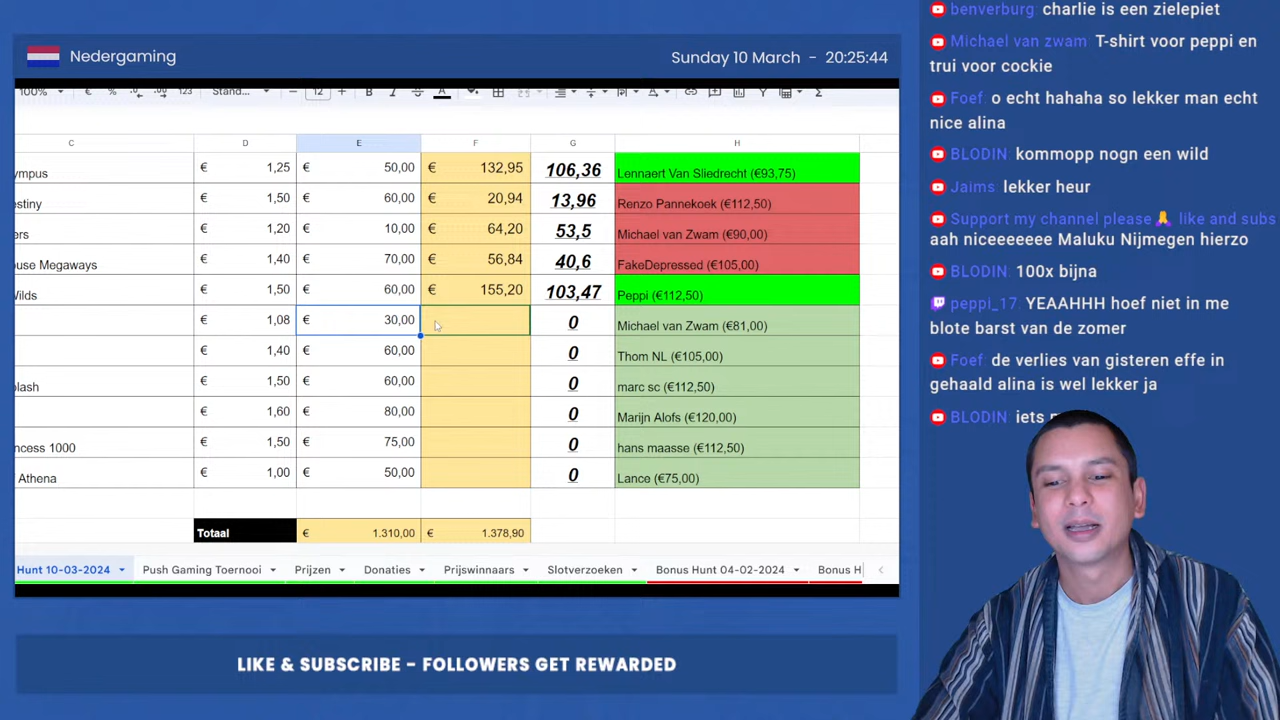 Nedergaming
Sunday 10 March - 20:25:44
100% € % .0 .00 123 Stand... − 12 + B I A Σ
C D E F G H
ympus € 1,25 € 50,00 € 132,95 106,36 Lennaert Van Sliedrecht (€93,75)
estiny € 1,50 € 60,00 € 20,94 13,96 Renzo Pannekoek (€112,50)
ers € 1,20 € 10,00 € 64,20 53,5 Michael van Zwam (€90,00)
ouse Megaways € 1,40 € 70,00 € 56,84 40,6 FakeDepressed (€105,00)
Wilds € 1,50 € 60,00 € 155,20 103,47 Peppi (€112,50)
€ 1,08 € 30,00 0 Michael van Zwam (€81,00)
€ 1,40 € 60,00 0 Thom NL (€105,00)
plash € 1,50 € 60,00 0 marc sc (€112,50)
€ 1,60 € 80,00 0 Marijn Alofs (€120,00)
ncess 1000 € 1,50 € 75,00 0 hans maasse (€112,50)
Athena € 1,00 € 50,00 0 Lance (€75,00)
Totaal € 1.310,00 € 1.378,90
Hunt 10-03-2024 Push Gaming Toernooi Prijzen Donaties Prijswinnaars Slotverzoeken Bonus Hunt 04-02-2024 Bonus H
LIKE & SUBSCRIBE - FOLLOWERS GET REWARDED
benverburg: charlie is een zielepiet
Michael van zwam: T-shirt voor peppi en
trui voor cockie
Foef: o echt hahaha so lekker man echt
nice alina
BLODIN: kommopp nogn een wild
Jaims: lekker heur
Support my channel please🙏 like and subs
aah niceeeeee Maluku Nijmegen hierzo
BLODIN: 100x bijna
peppi_17: YEAAHHH hoef niet in me
blote barst van de zomer
Foef: de verlies van gisteren effe in
gehaald alina is wel lekker ja
BLODIN: iets